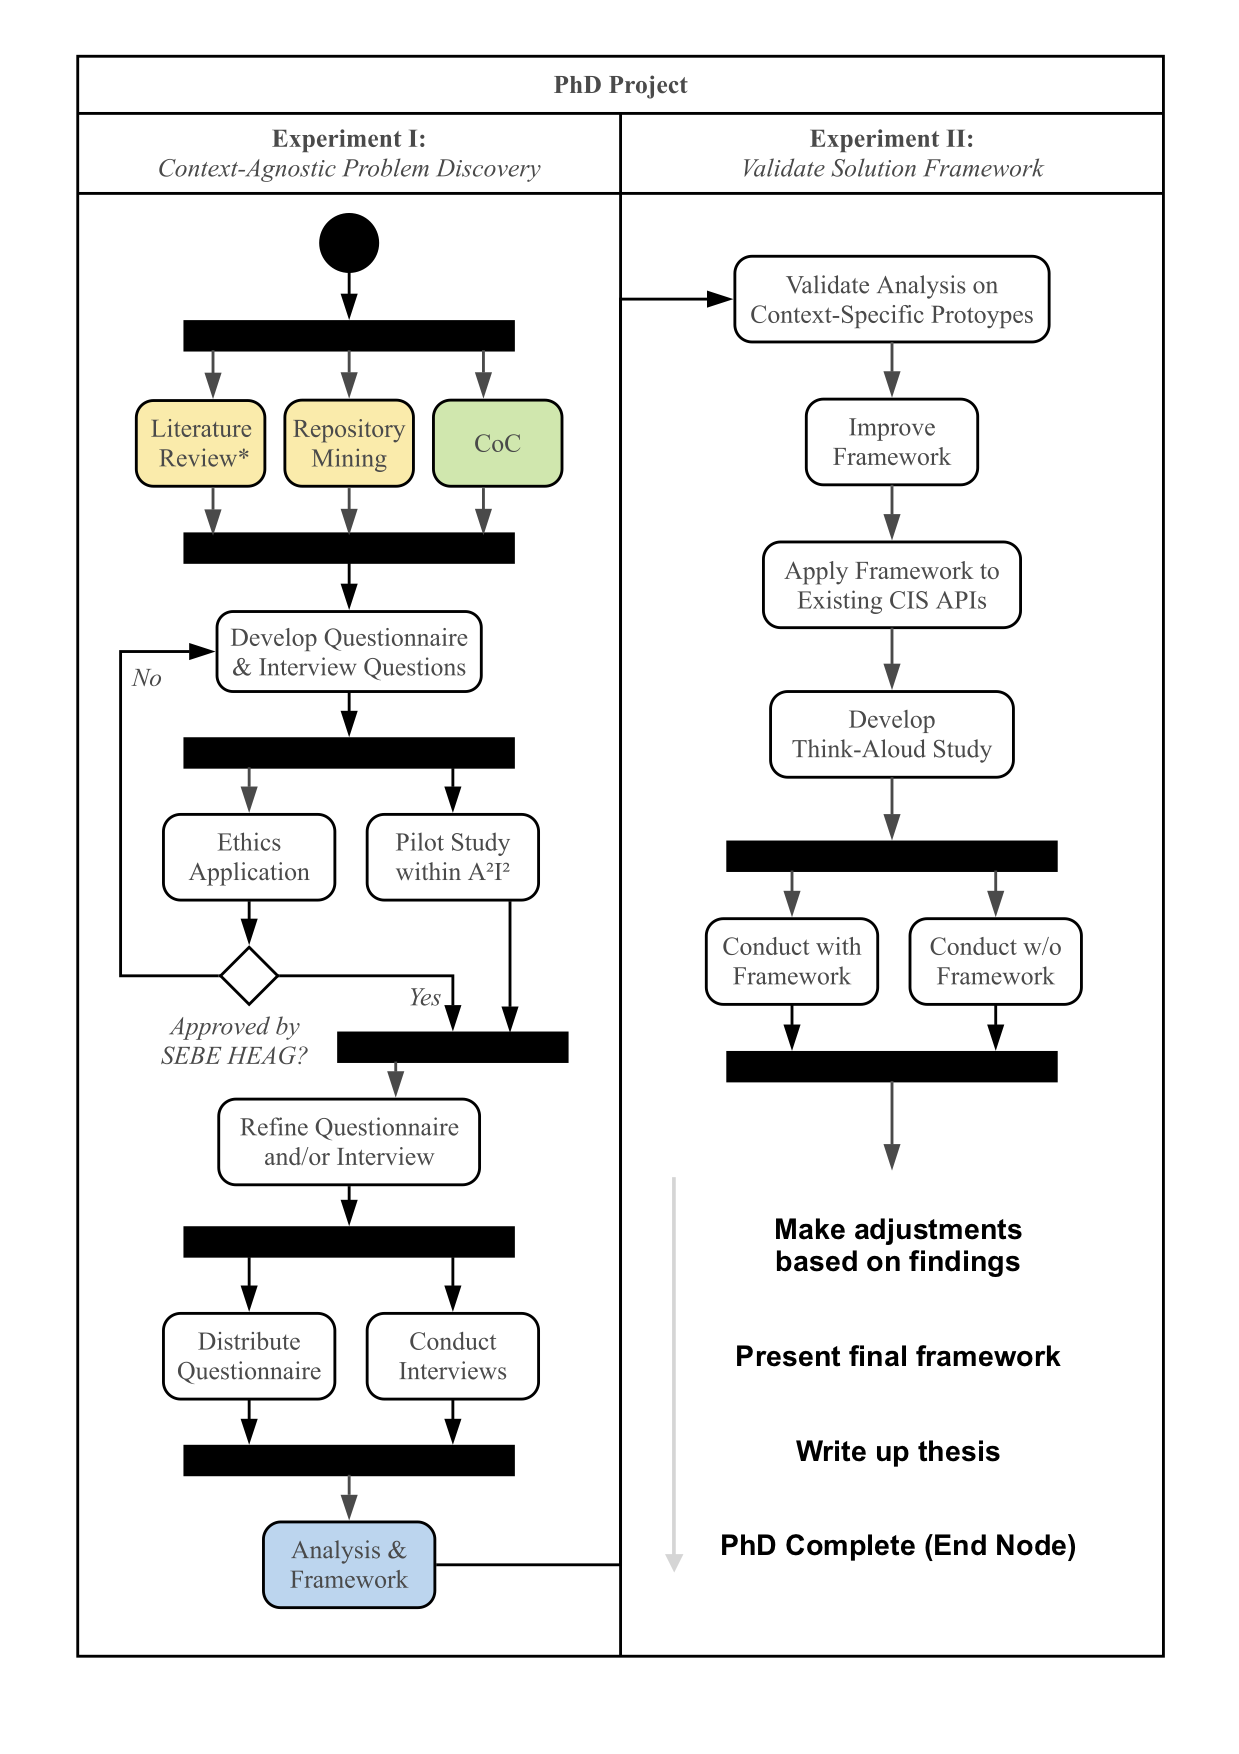 PhD Project
Experiment I:
Context-Agnostic Problem Discovery
Experiment II:
Validate Solution Framework
Literature
Review*
Repository
Mining
CoC
Develop Questionnaire
& Interview Questions
No
Ethics
Application
Pilot Study
within A²I²
Yes
Approved by
SEBE HEAG?
Refine Questionnaire
and/or Interview
Distribute
Questionnaire
Conduct
Interviews
Analysis &
Framework
Validate Analysis on
Context-Specific Protoypes
Improve
Framework
Apply Framework to
Existing CIS APIs
Develop
Think-Aloud Study
Conduct with
Framework
Conduct w/o
Framework
Make adjustments
based on findings
Present final framework
Write up thesis
PhD Complete (End Node)